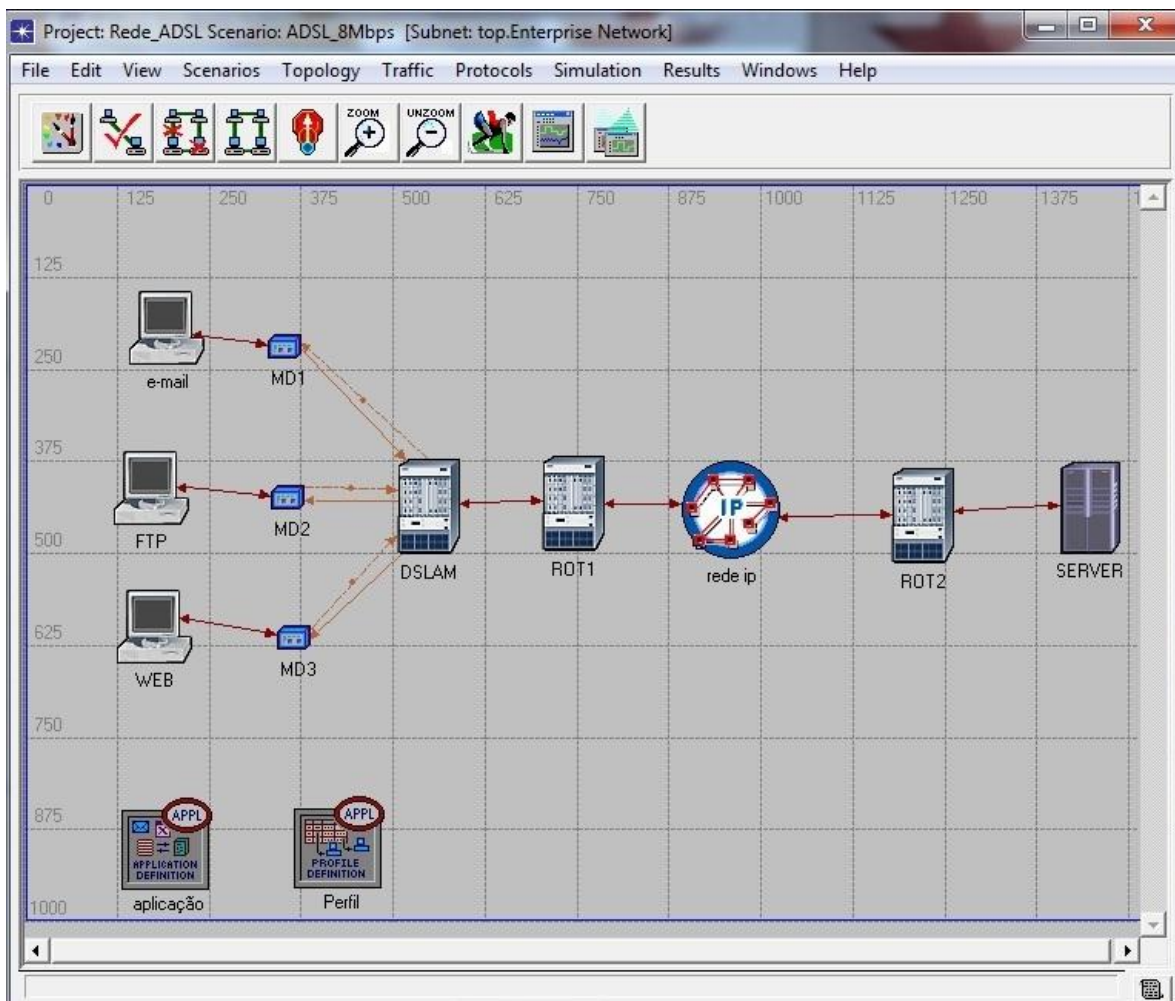 Project: Rede_ADSL Scenario: ADSL_8Mbps [Subnet: top.Enterprise Network]
File Edit View Scenarios Topology Traffic Protocols Simulation Results Windows Help
ZOOM UNZOOM
0 125 250 375 500 625 750 875 1000 1125 1250 1375 1
125
250
e-mail MD1
375
FTP MD2 DSLAM ROT1 IP rede ip ROT2 SERVER
500
625
WEB MD3
750
875
APPL APPL
APPLICATION DEFINITION PROFILE DEFINITION
aplicação Perfil
1000